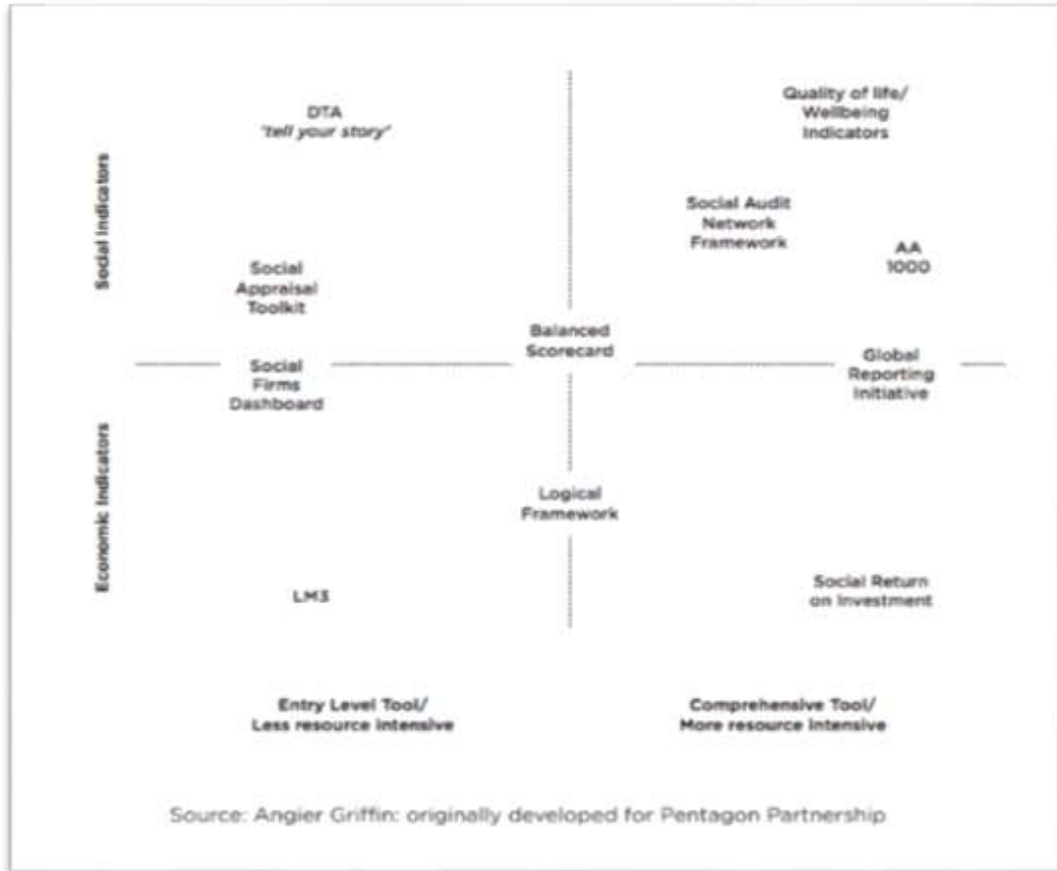 DTA
"tell your story"
Quality of life/
Wellbeing
Indicators
Social Indicators
Social Audit
Network
Framework
AA
1000
Social
Appraisal
Toolkit
Balanced
Scorecard
Social
Firms
Dashboard
Global
Reporting
Initiative
Economic Indicators
Logical
Framework
LM3
Social Return
on Investment
Entry Level Tool/
Less resource intensive
Comprehensive Tool/
More resource intensive
Source: Angier Griffin: originally developed for Pentagon Partnership